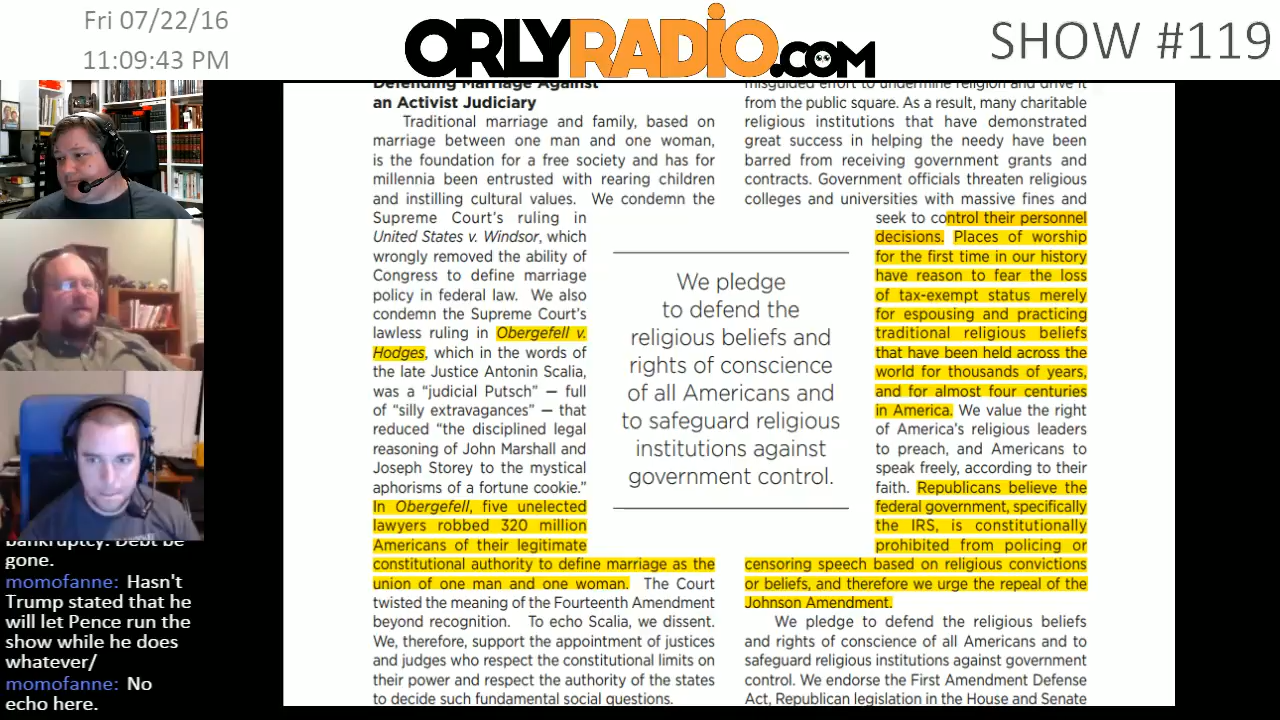 Fri 07/22/16
11:09:43 PM
ORLYRADiO.COM
SHOW #119
Defending Marriage Against
an Activist Judiciary
Traditional marriage and family, based on
marriage between one man and one woman,
is the foundation for a free society and has for
millennia been entrusted with rearing children
and instilling cultural values. We condemn the
Supreme Court's ruling in
United States v. Windsor, which
wrongly removed the ability of
Congress to define marriage
policy in federal law. We also
condemn the Supreme Court's
lawless ruling in Obergefell v.
Hodges, which in the words of
the late Justice Antonin Scalia,
was a “judicial Putsch” — full
of “silly extravagances” — that
reduced “the disciplined legal
reasoning of John Marshall and
Joseph Storey to the mystical
aphorisms of a fortune cookie.”
In Obergefell, five unelected
lawyers robbed 320 million
Americans of their legitimate
constitutional authority to define marriage as the
union of one man and one woman. The Court
twisted the meaning of the Fourteenth Amendment
beyond recognition. To echo Scalia, we dissent.
We, therefore, support the appointment of justices
and judges who respect the constitutional limits on
their power and respect the authority of the states
to decide such fundamental social questions.
We pledge
to defend the
religious beliefs and
rights of conscience
of all Americans and
to safeguard religious
institutions against
government control.
misguided effort to undermine religion and drive it
from the public square. As a result, many charitable
religious institutions that have demonstrated
great success in helping the needy have been
barred from receiving government grants and
contracts. Government officials threaten religious
colleges and universities with massive fines and
seek to control their personnel
decisions. Places of worship
for the first time in our history
have reason to fear the loss
of tax-exempt status merely
for espousing and practicing
traditional religious beliefs
that have been held across the
world for thousands of years,
and for almost four centuries
in America. We value the right
of America's religious leaders
to preach, and Americans to
speak freely, according to their
faith. Republicans believe the
federal government, specifically
the IRS, is constitutionally
prohibited from policing or
censoring speech based on religious convictions
or beliefs, and therefore we urge the repeal of the
Johnson Amendment.
We pledge to defend the religious beliefs
and rights of conscience of all Americans and to
safeguard religious institutions against government
control. We endorse the First Amendment Defense
Act, Republican legislation in the House and Senate
bankruptcy. Debt be
gone.
momofanne: Hasn't
Trump stated that he
will let Pence run the
show while he does
whatever/
momofanne: No
echo here.